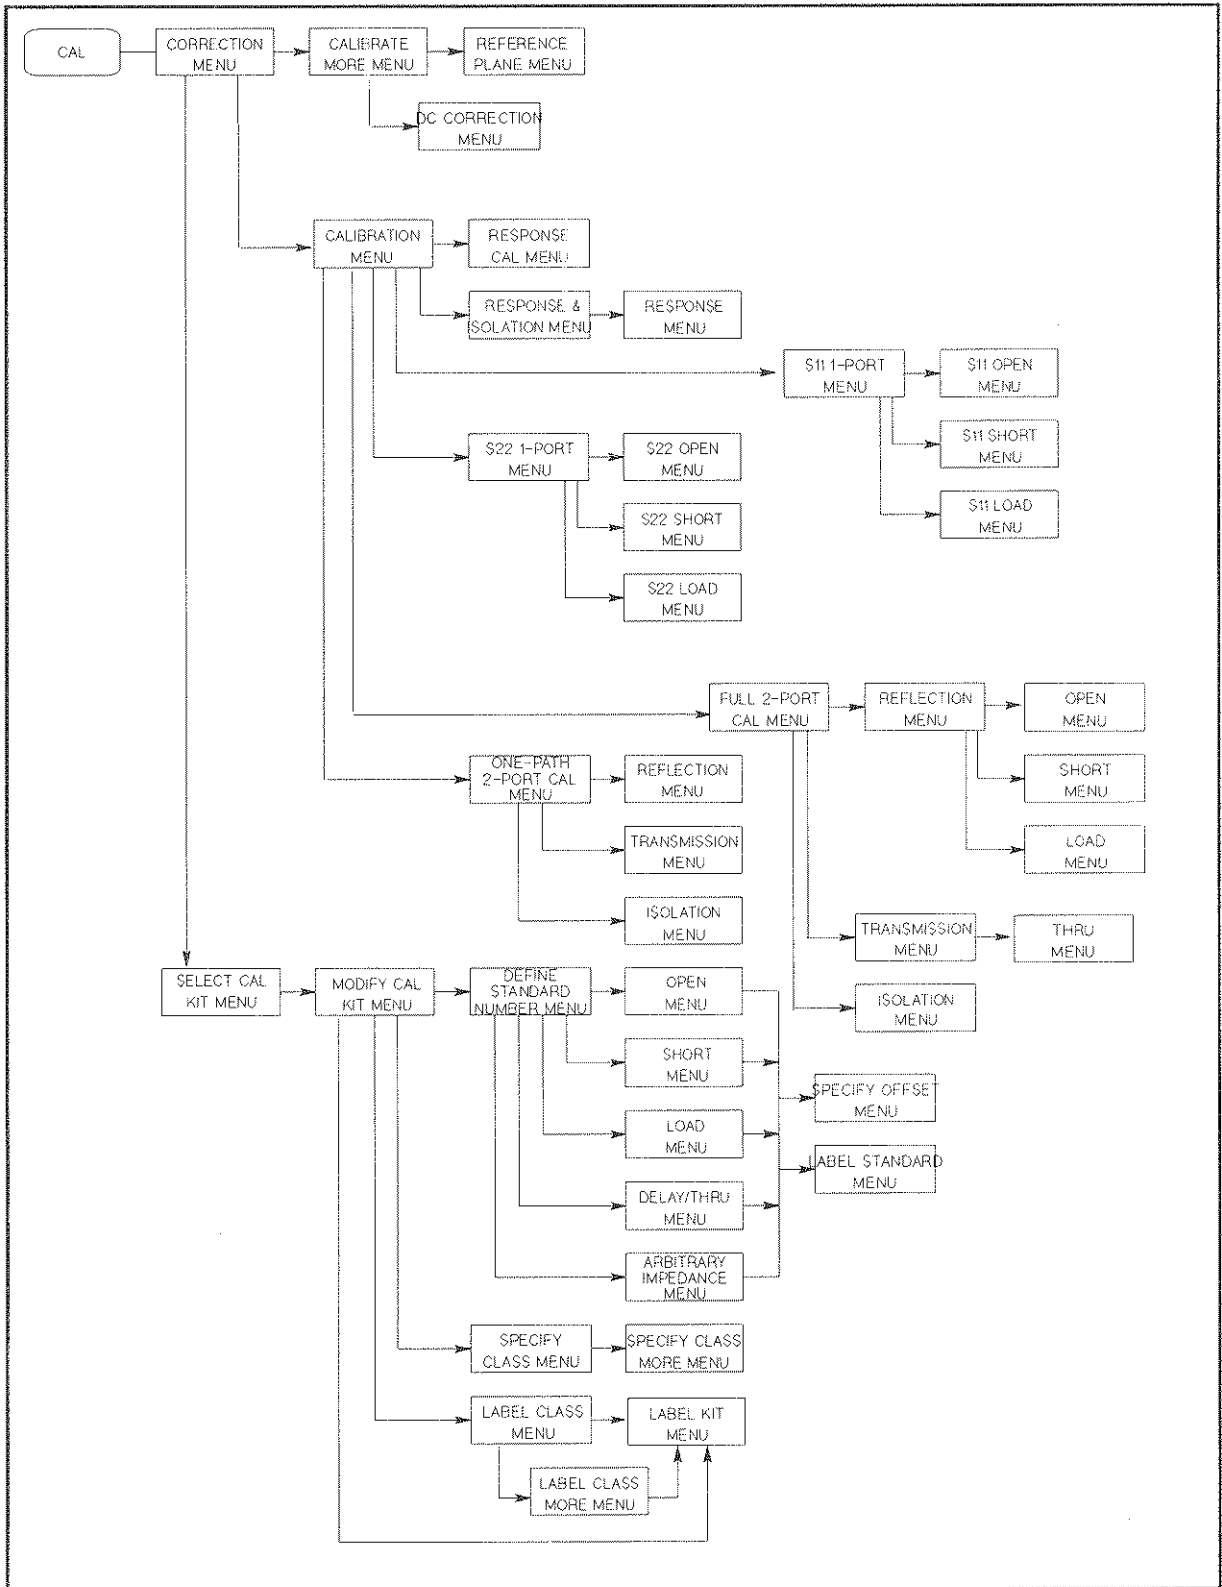 CAL
CORRECTION
MENU
CALIBRATE
MORE MENU
REFERENCE
PLANE MENU
DC CORRECTION
MENU
CALIBRATION
MENU
RESPONSE
CAL MENU
RESPONSE &
ISOLATION MENU
RESPONSE
MENU
S11 1-PORT
MENU
S11 OPEN
MENU
S11 SHORT
MENU
S11 LOAD
MENU
S22 1-PORT
MENU
S22 OPEN
MENU
S22 SHORT
MENU
S22 LOAD
MENU
FULL 2-PORT
CAL MENU
REFLECTION
MENU
OPEN
MENU
SHORT
MENU
LOAD
MENU
ONE-PATH
2-PORT CAL
MENU
REFLECTION
MENU
TRANSMISSION
MENU
ISOLATION
MENU
TRANSMISSION
MENU
THRU
MENU
ISOLATION
MENU
SELECT CAL
KIT MENU
MODIFY CAL
KIT MENU
DEFINE
STANDARD
NUMBER MENU
OPEN
MENU
SHORT
MENU
LOAD
MENU
DELAY/THRU
MENU
ARBITRARY
IMPEDANCE
MENU
SPECIFY OFFSET
MENU
LABEL STANDARD
MENU
SPECIFY
CLASS MENU
SPECIFY CLASS
MORE MENU
LABEL CLASS
MENU
LABEL KIT
MENU
LABEL CLASS
MORE MENU